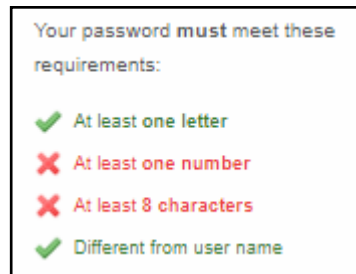 Your password must meet these
requirements:
At least one letter
At least one number
At least 8 characters
Different from user name